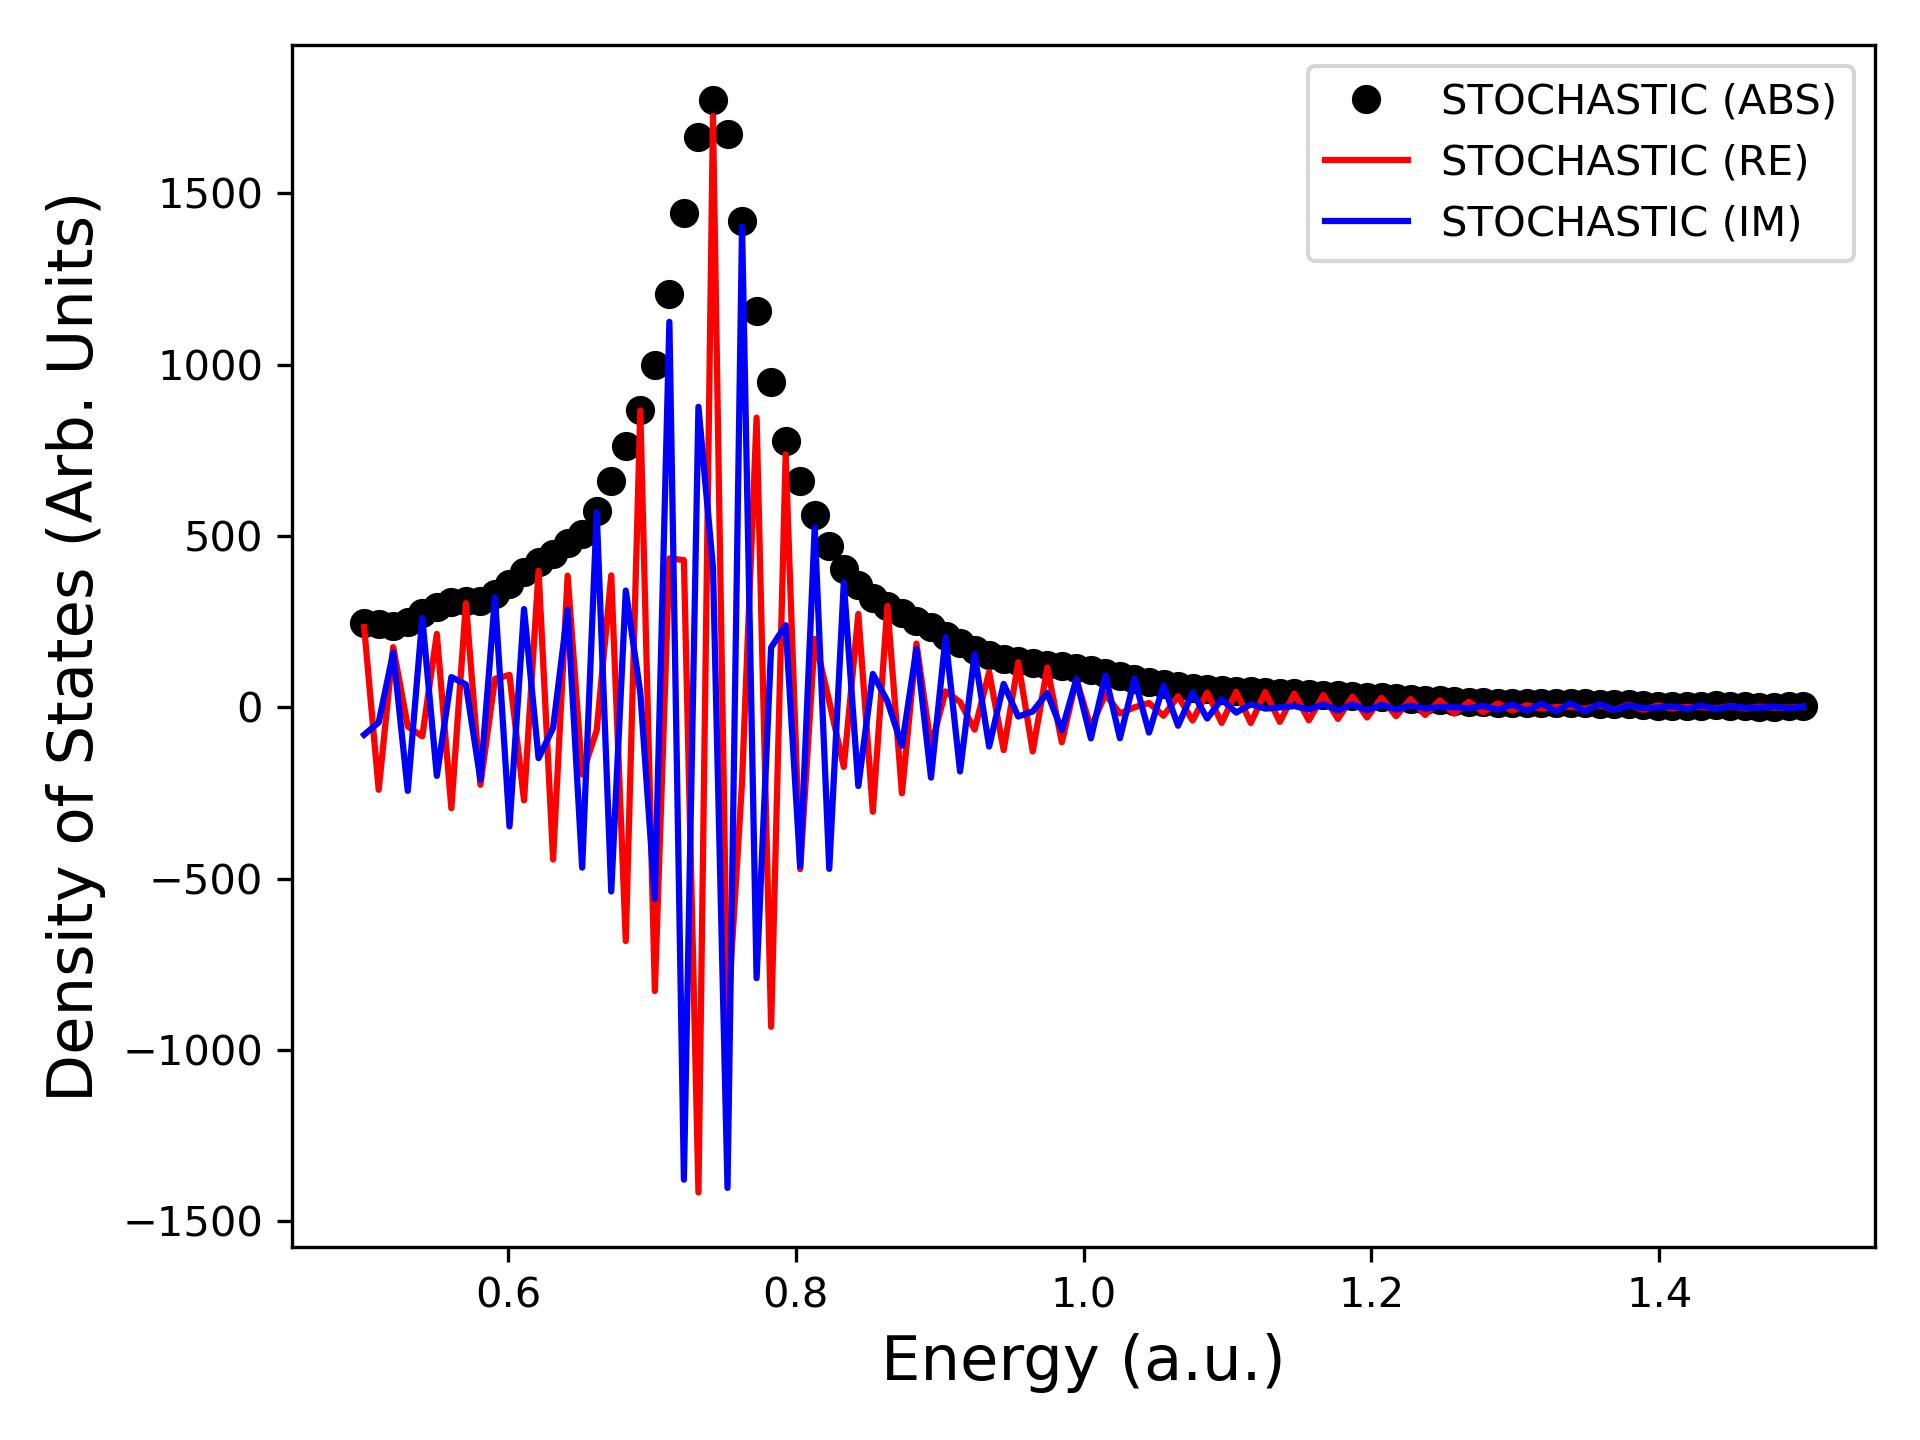 STOCHASTIC (ABS)
STOCHASTIC (RE)
STOCHASTIC (IM)
Density of States (Arb. Units)
1500
1000
500
0
−500
−1000
−1500
0.6 0.8 1.0 1.2 1.4
Energy (a.u.)